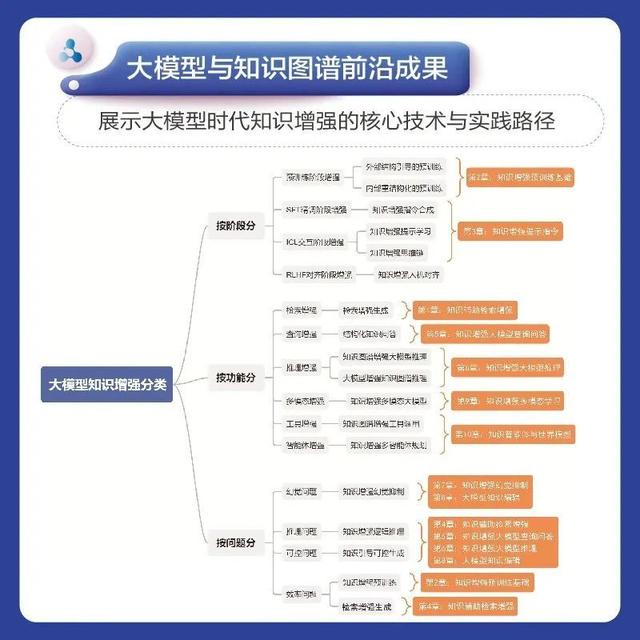 大模型与知识图谱前沿成果
展示大模型时代知识增强的核心技术与实践路径
大模型知识增强分类
按阶段分
预训练阶段增强
外部结构引导的预训练
内部重结构化的预训练
第2章：知识增强预训练基础
SFT精调阶段增强
知识增强指令合成
ICL交互阶段增强
知识增强提示学习
知识增强思维链
第3章：知识增强提示指令
RLHF对齐阶段增强
知识增强人机对齐
按功能分
检索增强
检索增强生成
第4章：知识辅助检索增强
查询增强
结构化知识问答
第5章：知识增强大模型查询问答
推理增强
知识图谱增强大模型推理
大模型增强知识图谱推理
第6章：知识增强大模型推理
多模态增强
知识增强多模态大模型
第9章：知识增强多模态学习
工具增强
知识图谱增强工具调用
智能体增强
知识增强多智能体规划
第10章：知识智能体与世界模型
按问题分
幻觉问题
知识增强幻觉抑制
第7章：知识增强幻觉抑制
第8章：大模型知识编辑
推理问题
知识增强逻辑推理
可控问题
知识引导可控生成
第4章：知识辅助检索增强
第5章：知识增强大模型查询问答
第6章：知识增强大模型推理
第8章：大模型知识编辑
效率问题
知识增强预训练
第2章：知识增强预训练基础
检索增强生成
第4章：知识辅助检索增强